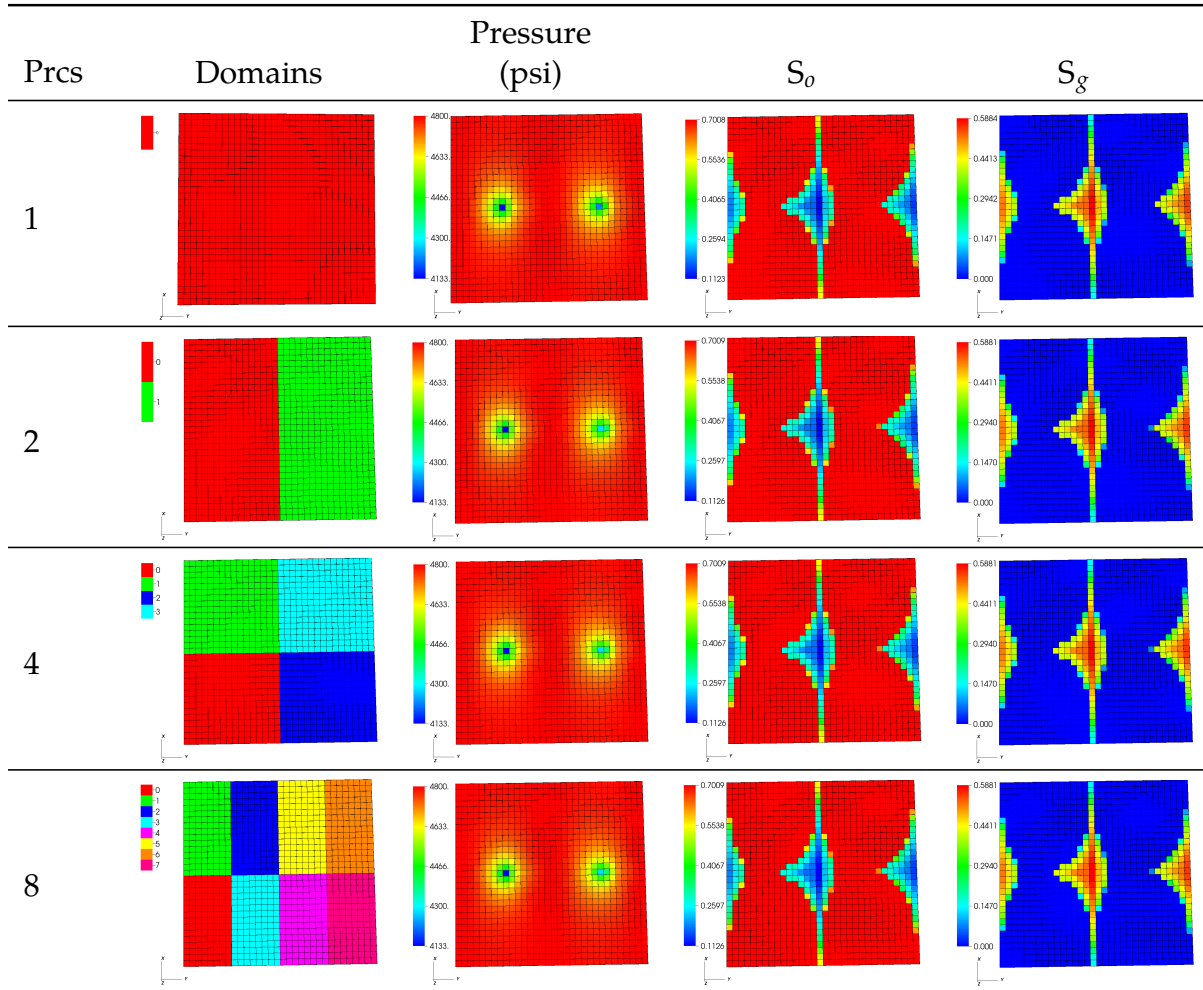 Prcs Domains Pressure (psi) S_o S_g
1
0
4800.
4633.
4466.
4300.
4133.
0.7008
0.5536
0.4065
0.2594
0.1123
0.5884
0.4413
0.2942
0.1471
0.000
X
Z Y
X
Z Y
X
Z Y
X
Z Y
2
0
1
4800.
4633.
4466.
4300.
4133.
0.7009
0.5538
0.4067
0.2597
0.1126
0.5881
0.4411
0.2940
0.1470
0.000
X
Z Y
X
Z Y
X
Z Y
X
Z Y
4
0
1
2
3
4800.
4633.
4466.
4300.
4133.
0.7009
0.5538
0.4067
0.2597
0.1126
0.5881
0.4411
0.2940
0.1470
0.000
X
Z Y
X
Z Y
X
Z Y
X
Z Y
8
0
1
2
3
4
5
6
7
4800.
4633.
4466.
4300.
4133.
0.7009
0.5538
0.4067
0.2597
0.1126
0.5881
0.4411
0.2940
0.1470
0.000
X
Z Y
X
Z Y
X
Z Y
X
Z Y